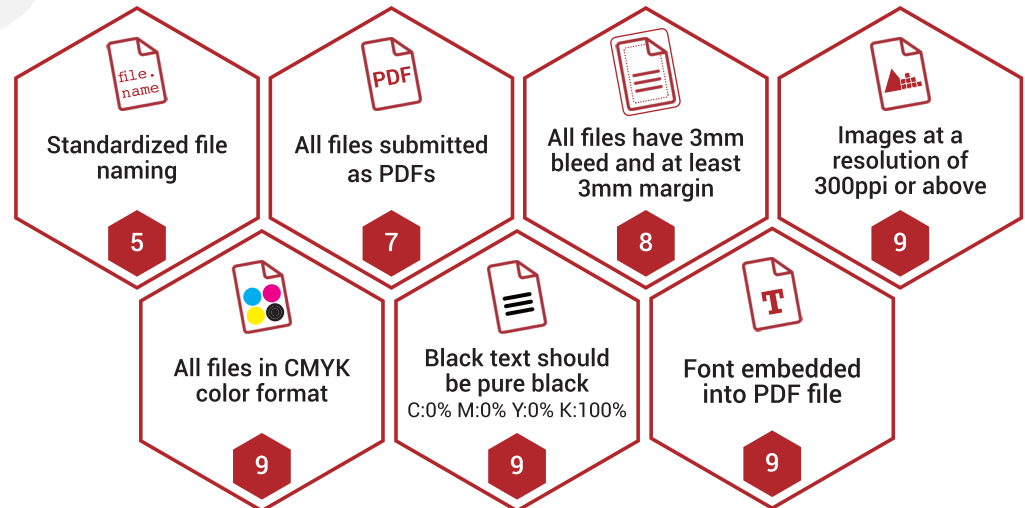 file.
name
Standardized file
naming
5
PDF
All files submitted
as PDFs
7
All files have 3mm
bleed and at least
3mm margin
8
Images at a
resolution of
300ppi or above
9
All files in CMYK
color format
9
Black text should
be pure black
C:0% M:0% Y:0% K:100%
9
T
Font embedded
into PDF file
9